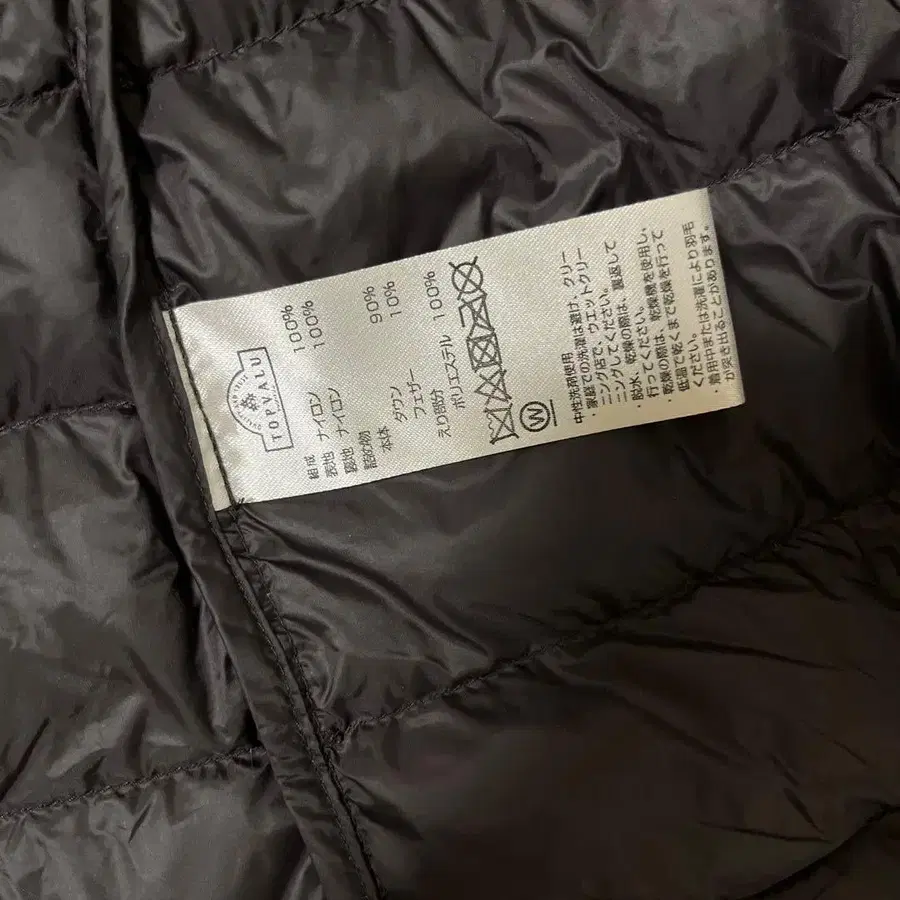 TOPVALU
組成
表地 ナイロン 100%
裏地 ナイロン 100%
詰め物
本体 ダウン 90%
フェザー 10%
えり部分
ポリエステル 100%
W
中性洗剤使用
・家庭での洗濯は避け、クリー
ニング店で、ウエットクリー
ニングしてください。
・脱水、乾燥の際は、裏返して
行ってください。
・乾燥の際は、乾燥機を使用し、
低温で乾くまで乾燥を行って
ください。
着用中または洗濯により羽毛
が突き出ることがあります。